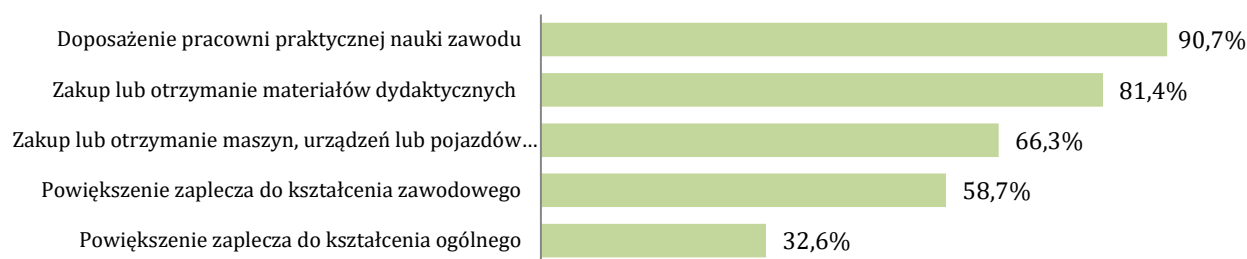 Doposażenie pracowni praktycznej nauki zawodu 90,7%
Zakup lub otrzymanie materiałów dydaktycznych 81,4%
Zakup lub otrzymanie maszyn, urządzeń lub pojazdów… 66,3%
Powiększenie zaplecza do kształcenia zawodowego 58,7%
Powiększenie zaplecza do kształcenia ogólnego 32,6%